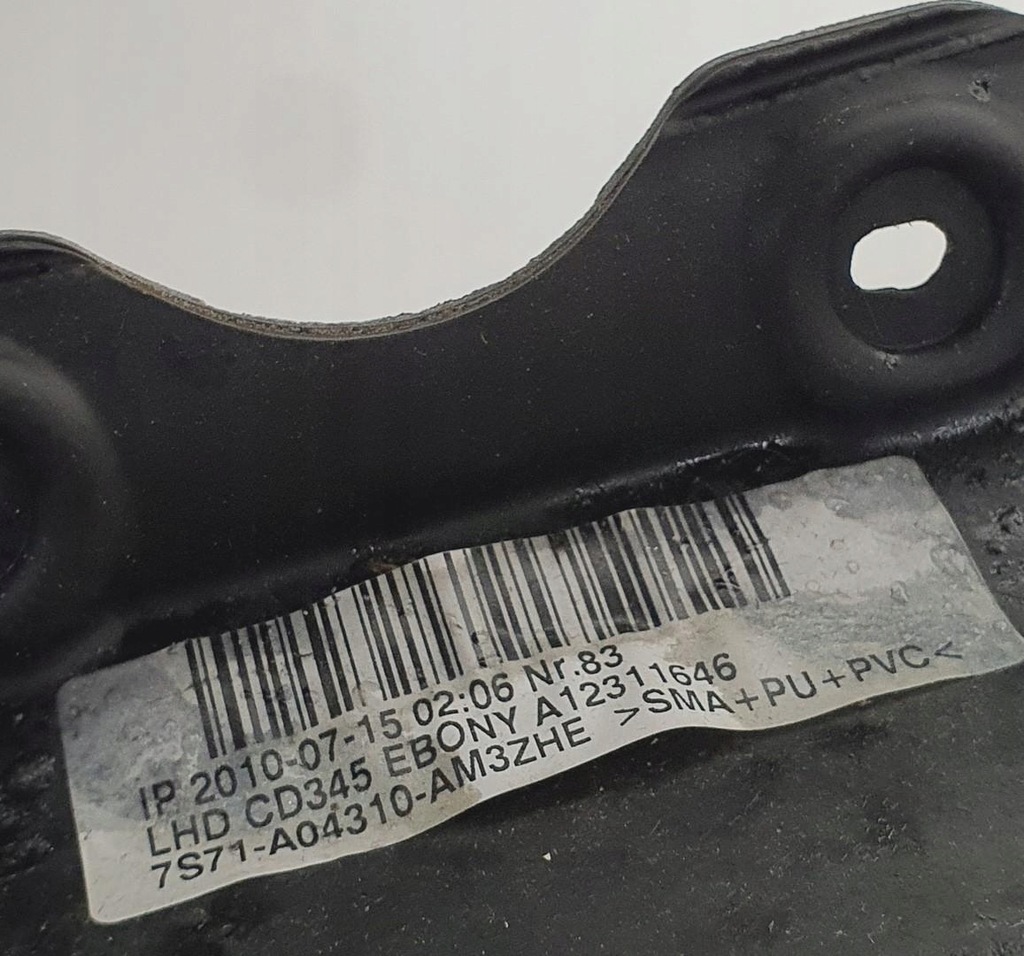 IP 2010-07-15 02:06 Nr.83
LHD CD345 EBONY A12311646
7S71-A04310-AM3ZHE >SMA+PU+PVC<